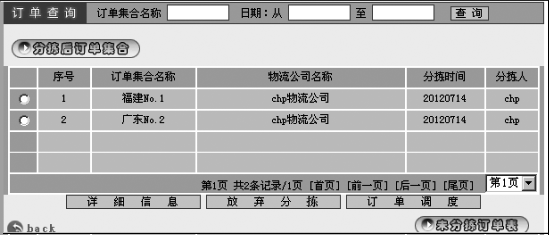 订单查询 订单集合名称 日期:从 至 查询
分拣后订单集合
序号 订单集合名称 物流公司名称 分拣时间 分拣人
1 福建No.1 chp物流公司 20120714 chp
2 广东No.2 chp物流公司 20120714 chp
第1页 共2条记录/1页 [首页] [前一页] [后一页] [尾页] 第1页
详细信息 放弃分拣 订单调度
back 未分拣订单表